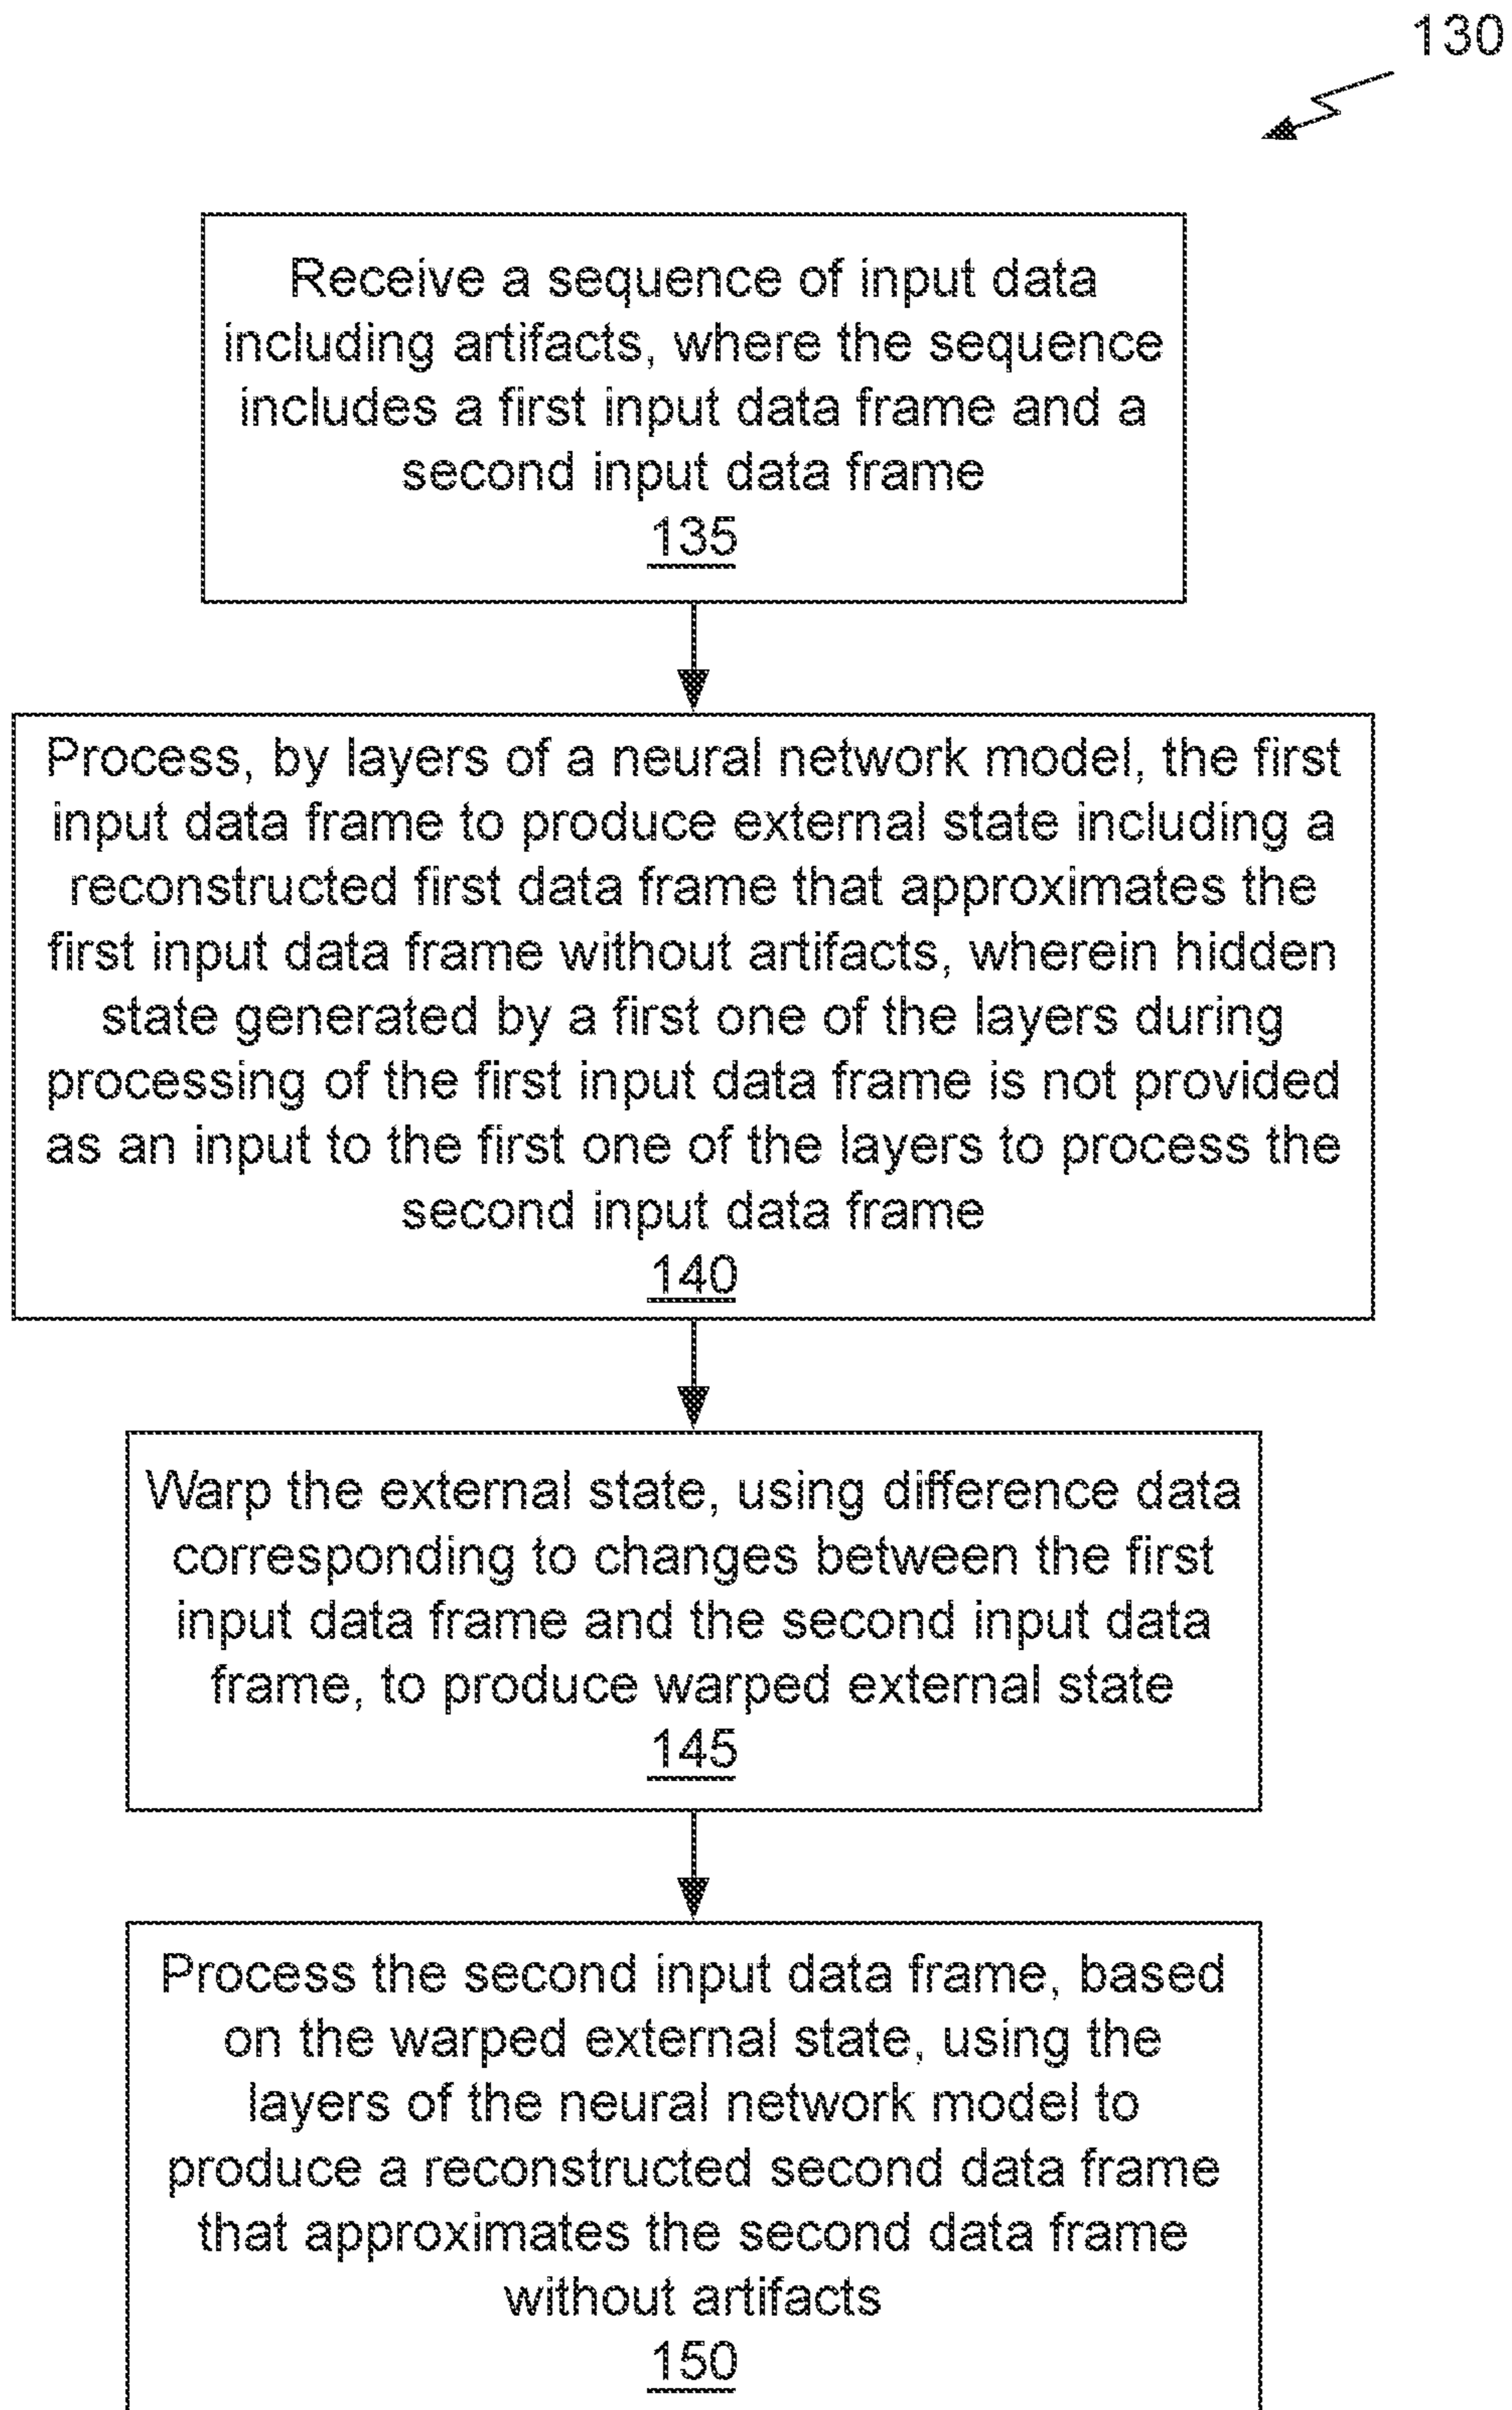 130
Receive a sequence of input data
including artifacts, where the sequence
includes a first input data frame and a
second input data frame
135
Process, by layers of a neural network model, the first
input data frame to produce external state including a
reconstructed first data frame that approximates the
first input data frame without artifacts, wherein hidden
state generated by a first one of the layers during
processing of the first input data frame is not provided
as an input to the first one of the layers to process the
second input data frame
140
Warp the external state, using difference data
corresponding to changes between the first
input data frame and the second input data
frame, to produce warped external state
145
Process the second input data frame, based
on the warped external state, using the
layers of the neural network model to
produce a reconstructed second data frame
that approximates the second data frame
without artifacts
150